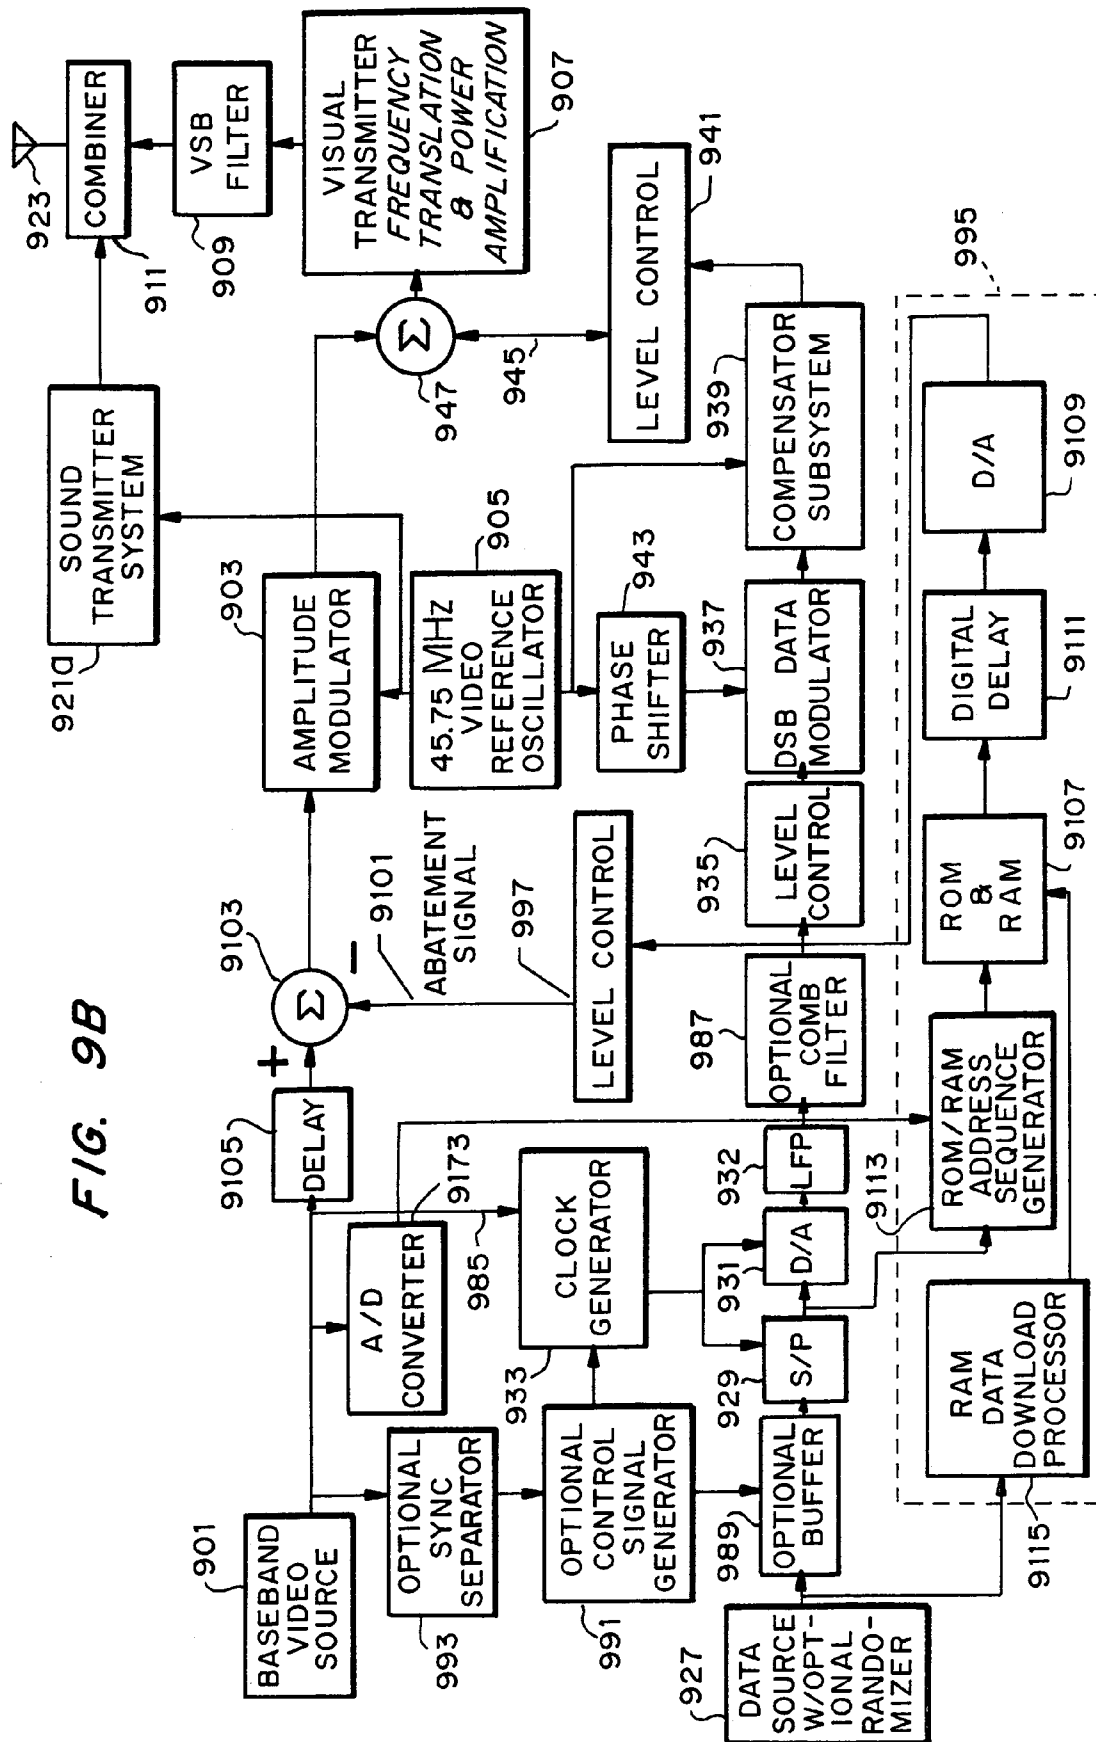 FIG. 9B
901
BASEBAND
VIDEO
SOURCE
9105
DELAY
+
9103
Σ
−
9101
ABATEMENT
SIGNAL
997
LEVEL CONTROL
903
AMPLITUDE
MODULATOR
921a
SOUND
TRANSMITTER
SYSTEM
923
COMBINER
911
VSB
FILTER
909
VISUAL
TRANSMITTER
FREQUENCY
TRANSLATION
& POWER
AMPLIFICATION
907
Σ
947
945
LEVEL CONTROL
941
45.75 MHz
VIDEO
REFERENCE
OSCILLATOR
905
PHASE
SHIFTER
943
A/D
CONVERTER
9173
985
OPTIONAL
SYNC
SEPARATOR
993
CLOCK
GENERATOR
933
OPTIONAL
CONTROL
SIGNAL
GENERATOR
991
927
DATA
SOURCE
W/OPT-
IONAL
RANDO-
MIZER
989
OPTIONAL
BUFFER
929
S/P
931
D/A
932
LFP
987
OPTIONAL
COMB
FILTER
935
LEVEL
CONTROL
937
DSB DATA
MODULATOR
939
COMPENSATOR
SUBSYSTEM
995
RAM DATA
DOWNLOAD
PROCESSOR
9115
9113
ROM/RAM
ADDRESS
SEQUENCE
GENERATOR
ROM
&
RAM
9107
DIGITAL
DELAY
9111
D/A
9109